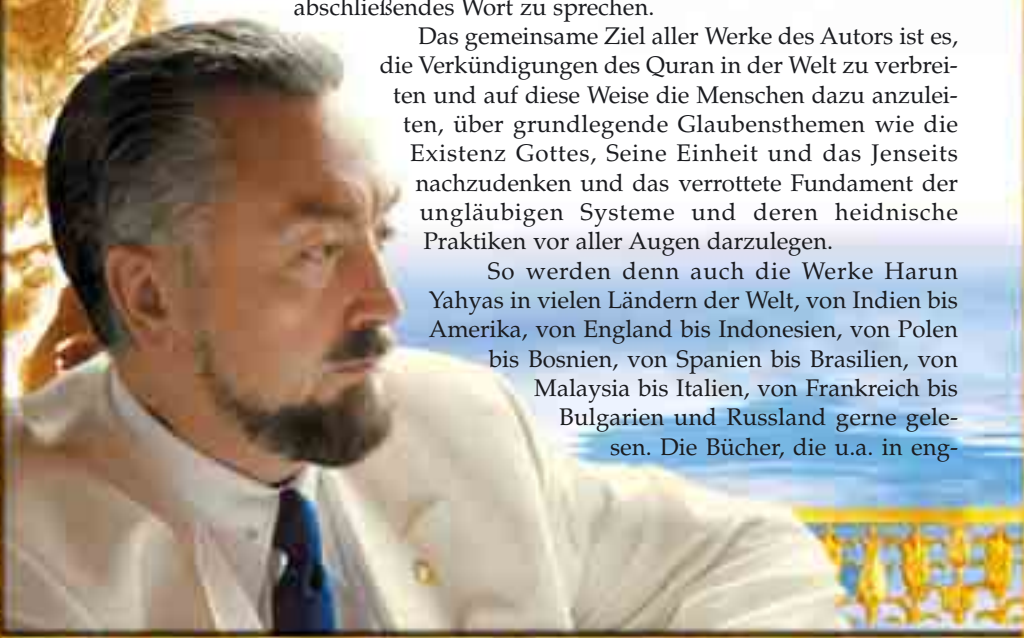 abschließendes Wort zu sprechen.
Das gemeinsame Ziel aller Werke des Autors ist es,
die Verkündigungen des Quran in der Welt zu verbrei-
ten und auf diese Weise die Menschen dazu anzulei-
ten, über grundlegende Glaubensthemen wie die
Existenz Gottes, Seine Einheit und das Jenseits
nachzudenken und das verrottete Fundament der
ungläubigen Systeme und deren heidnische
Praktiken vor aller Augen darzulegen.
So werden denn auch die Werke Harun
Yahyas in vielen Ländern der Welt, von Indien bis
Amerika, von England bis Indonesien, von Polen
bis Bosnien, von Spanien bis Brasilien, von
Malaysia bis Italien, von Frankreich bis
Bulgarien und Russland gerne gele-
sen. Die Bücher, die u.a. in eng-